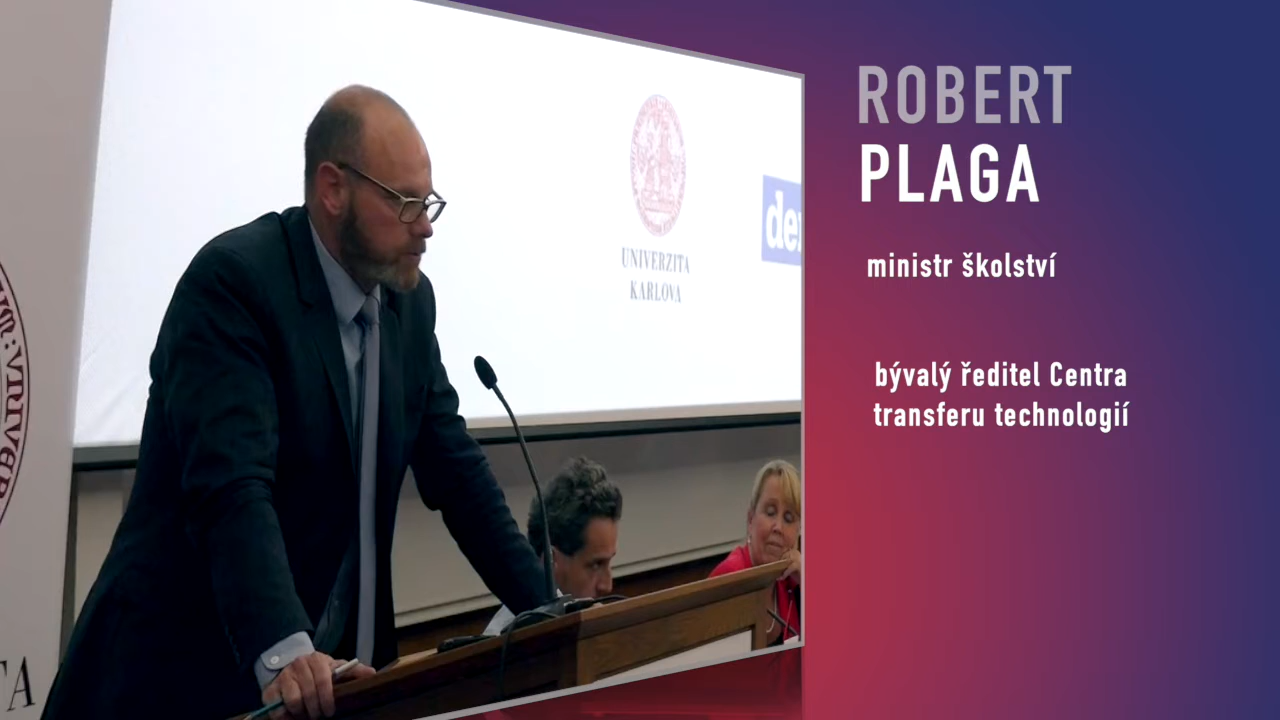 ROBERT
PLAGA
ministr školství
bývalý ředitel Centra
transferu technologií
UNIVERZITA
KARLOVA